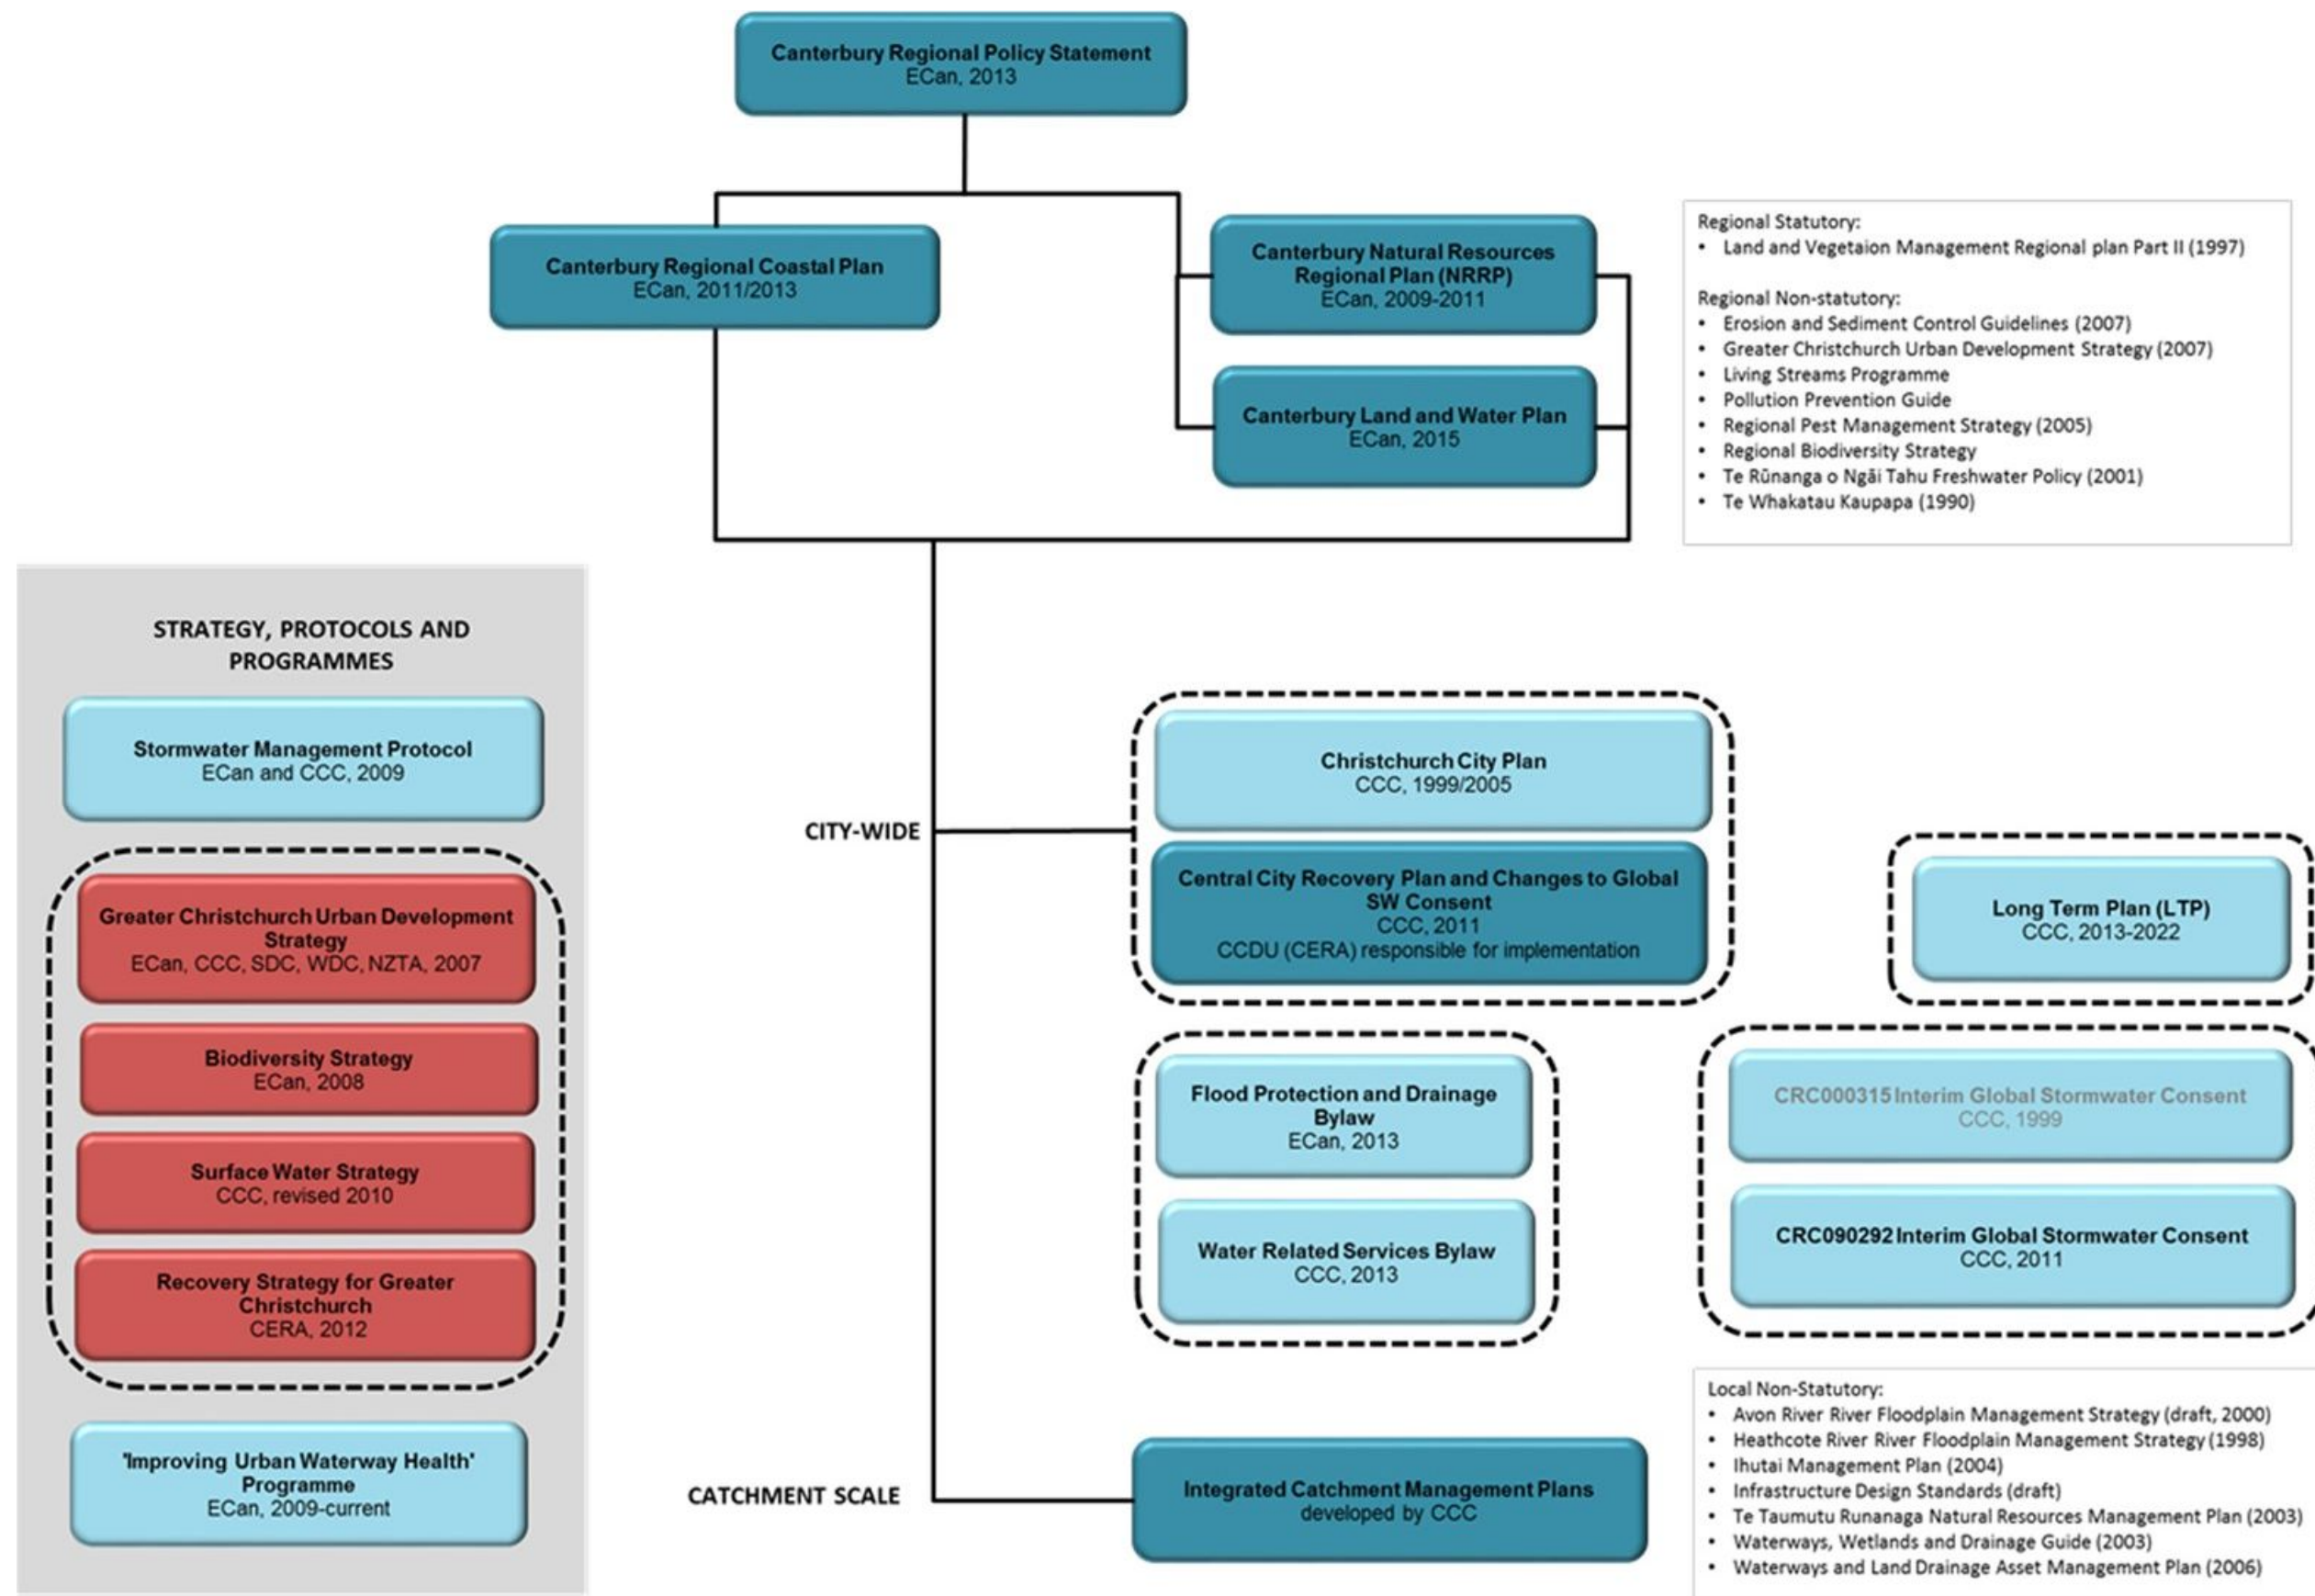 Canterbury Regional Policy Statement
ECan, 2013
Canterbury Regional Coastal Plan
ECan, 2011/2013
Canterbury Natural Resources
Regional Plan (NRRP)
ECan, 2009-2011
Canterbury Land and Water Plan
ECan, 2015
Regional Statutory:
• Land and Vegetaion Management Regional plan Part II (1997)
Regional Non-statutory:
• Erosion and Sediment Control Guidelines (2007)
• Greater Christchurch Urban Development Strategy (2007)
• Living Streams Programme
• Pollution Prevention Guide
• Regional Pest Management Strategy (2005)
• Regional Biodiversity Strategy
• Te Rūnanga o Ngāi Tahu Freshwater Policy (2001)
• Te Whakatau Kaupapa (1990)
STRATEGY, PROTOCOLS AND
PROGRAMMES
Stormwater Management Protocol
ECan and CCC, 2009
Greater Christchurch Urban Development
Strategy
ECan, CCC, SDC, WDC, NZTA, 2007
Biodiversity Strategy
ECan, 2008
Surface Water Strategy
CCC, revised 2010
Recovery Strategy for Greater
Christchurch
CERA, 2012
'Improving Urban Waterway Health'
Programme
ECan, 2009-current
CITY-WIDE
Christchurch City Plan
CCC, 1999/2005
Central City Recovery Plan and Changes to Global
SW Consent
CCC, 2011
CCDU (CERA) responsible for implementation
Long Term Plan (LTP)
CCC, 2013-2022
Flood Protection and Drainage
Bylaw
ECan, 2013
Water Related Services Bylaw
CCC, 2013
CRC000315 Interim Global Stormwater Consent
CCC, 1999
CRC090292 Interim Global Stormwater Consent
CCC, 2011
CATCHMENT SCALE
Integrated Catchment Management Plans
developed by CCC
Local Non-Statutory:
• Avon River River Floodplain Management Strategy (draft, 2000)
• Heathcote River River Floodplain Management Strategy (1998)
• Ihutai Management Plan (2004)
• Infrastructure Design Standards (draft)
• Te Taumutu Runanaga Natural Resources Management Plan (2003)
• Waterways, Wetlands and Drainage Guide (2003)
• Waterways and Land Drainage Asset Management Plan (2006)